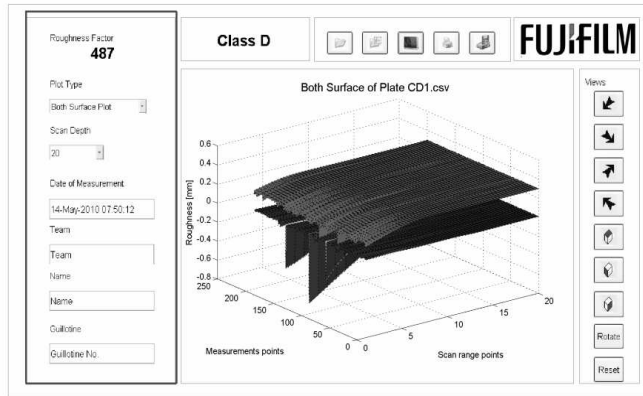 Roughness Factor
487
Plot Type
Both Surface Plot
Scan Depth
20
Date of Measurement
14-May-2010 07:50:12
Team
Team
Name
Name
Guillotine
Guillotine No.
Class D
FUJIFILM
Both Surface of Plate CD1.csv
Roughness [mm]
0.6
0.4
0.2
0
-0.2
-0.4
-0.6
-0.8
250
200
150
100
50
0
Measurements points
0
5
10
15
20
Scan range points
Views
Rotate
Reset